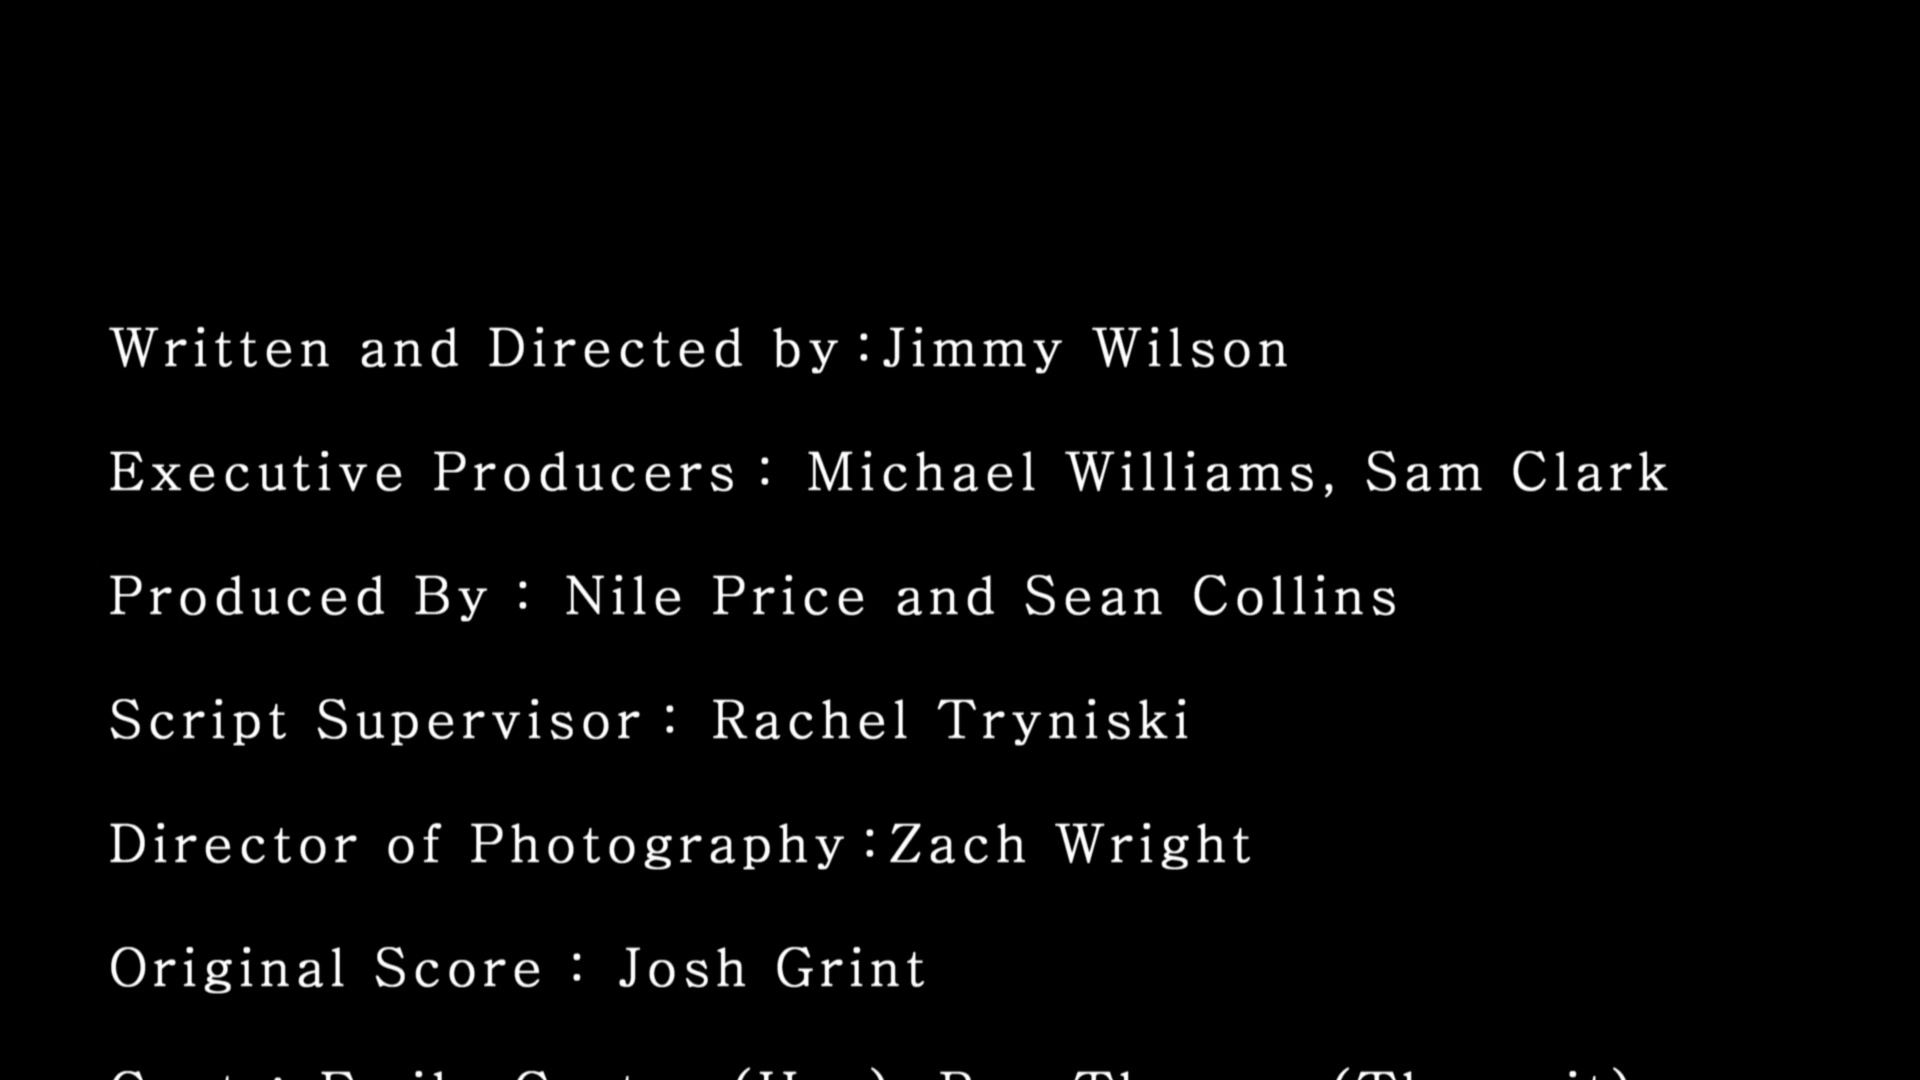 Written and Directed by:Jimmy Wilson
Executive Producers: Michael Williams, Sam Clark
Produced By: Nile Price and Sean Collins
Script Supervisor: Rachel Tryniski
Director of Photography:Zach Wright
Original Score: Josh Grint